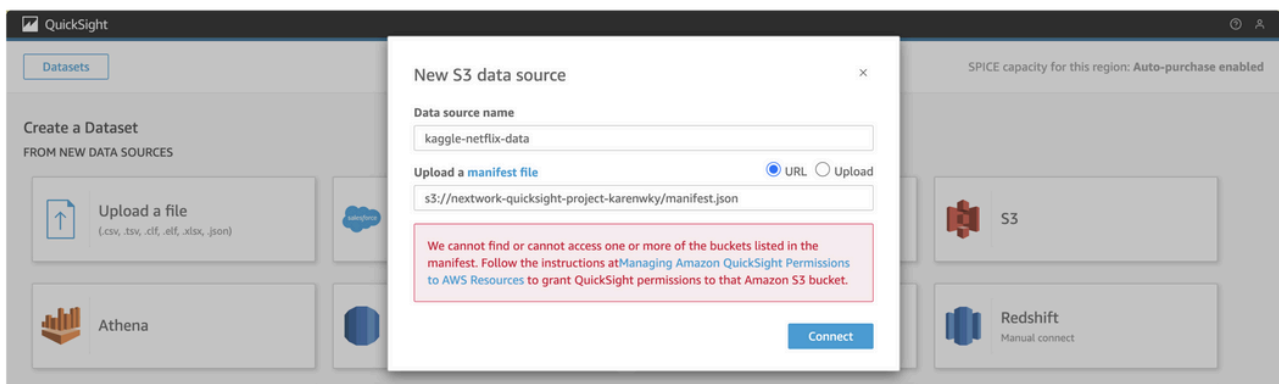 QuickSight
Datasets
SPICE capacity for this region: Auto-purchase enabled
Create a Dataset
FROM NEW DATA SOURCES
Upload a file
(.csv, .tsv, .clf, .elf, .xlsx, .json)
salesforce
S3
Athena
Redshift
Manual connect
New S3 data source
×
Data source name
kaggle-netflix-data
Upload a manifest file
URL Upload
s3://nextwork-quicksight-project-karenwky/manifest.json
We cannot find or cannot access one or more of the buckets listed in the
manifest. Follow the instructions atManaging Amazon QuickSight Permissions
to AWS Resources to grant QuickSight permissions to that Amazon S3 bucket.
Connect